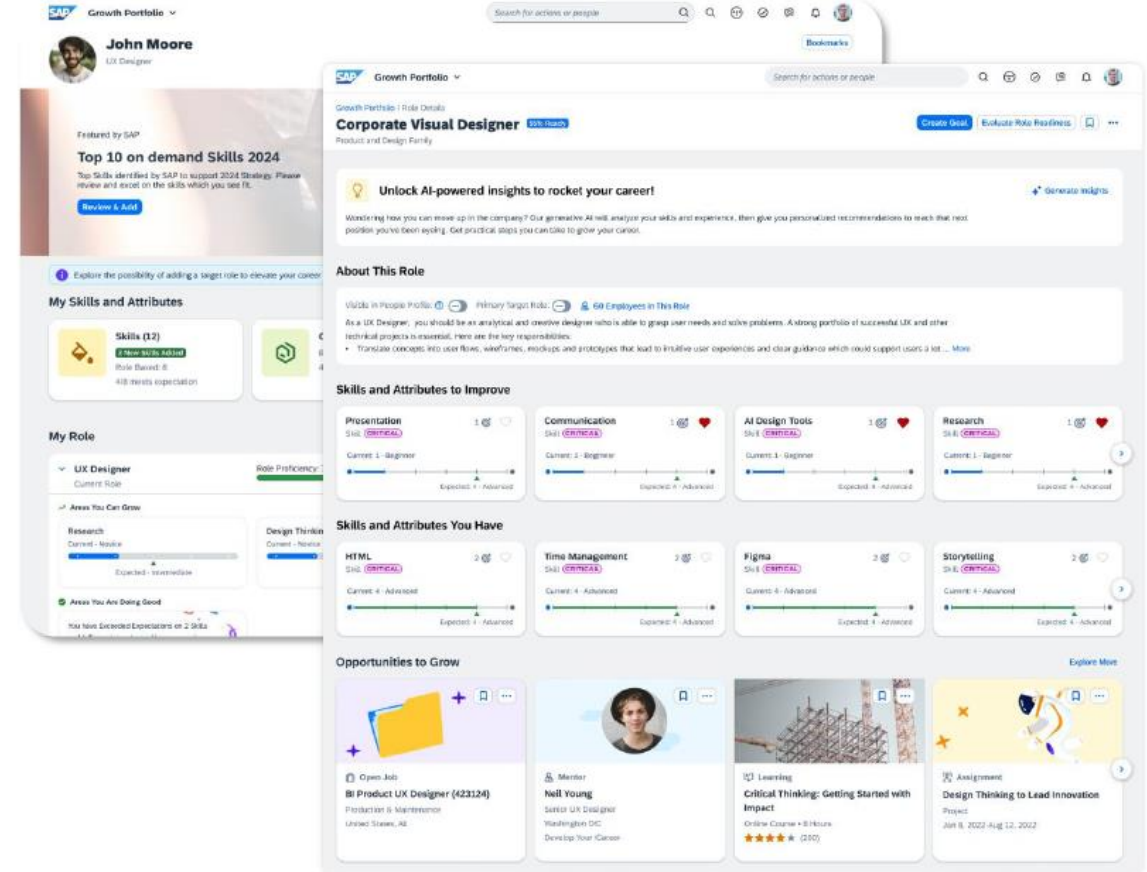 SAP Growth Portfolio
Search for actions or people
John Moore
UX Designer
Bookmarks
Featured by SAP
Top 10 on demand Skills 2024
Top Skills identified by SAP to support 2024 Strategy. Please
review and excel on the skills which you see
fit.
Review & Add
Explore the possibility of adding a target role to elevate your career
My Skills and Attributes
Skills (12)
Role Based: 8
4/8 meets expectation
My Role
UX Designer
Role Proficiency:
Current Role
Areas You Can Grow
Research
Current - Novice
Expected - Intermediate
Design Thinkin
Current - Novice
Areas You Are Doing Good
You have Exceeded Expectations on 2 Skills
SAP Growth Portfolio
Search for actions or people
Growth Portfolio | Role Details
Corporate Visual Designer
Create Goal Evaluate Role Readiness
Product and Design Family
Unlock AI-powered insights to rocket your career!
Generate Insights
Wondering how you can move up in the company? Our generative AI will analyze your skills and experience, then give you personalized recommendations to reach that next
position you've been eyeing. Get practical steps you can take to grow your career.
About This Role
Visible in People Profile: Primary Target Role: 60 Employees in This Role
As a UX Designer, you should be an analytical and creative designer who is able to grasp user needs and solve problems. A strong portfolio of successful UX and other
technical projects is essential. Here are the key responsibilities:
• Translate concepts into user flows, wireframes, mockups and prototypes that lead to intuitive user experiences and clear guidance which could support users a lot ... More
Skills and Attributes to Improve
Presentation 1
Skill CRITICAL
Current: 1 - Beginner
Expected: 4 - Advanced
Communication 1
Skill CRITICAL
Current: 1 - Beginner
Expected: 4 - Advanced
AI Design Tools 1
Skill CRITICAL
Current: 1 - Beginner
Expected: 4 - Advanced
Research 1
Skill CRITICAL
Current: 1 - Beginner
Expected: 4 - Advanced
Skills and Attributes You Have
HTML 2
Skill CRITICAL
Current: 4 - Advanced
Expected: 4 - Advanced
Time Management 2
Skill CRITICAL
Current: 4 - Advanced
Expected: 4 - Advanced
Figma 2
Skill CRITICAL
Current: 4 - Advanced
Expected: 4 - Advanced
Storytelling 2
Skill CRITICAL
Current: 4 - Advanced
Expected: 4 - Advanced
Opportunities to Grow
Explore More
Open Job
BI Product UX Designer (423124)
Production & Maintenance
United States, All
Mentor
Neil Young
Senior UX Designer
Washington DC
Develop Your iCareer
Learning
Critical Thinking: Getting Started with
Impact
Online Course • 8 Hours
Assignment
Design Thinking to Lead Innovation
Project
Jan 8, 2022-Aug 12, 2022